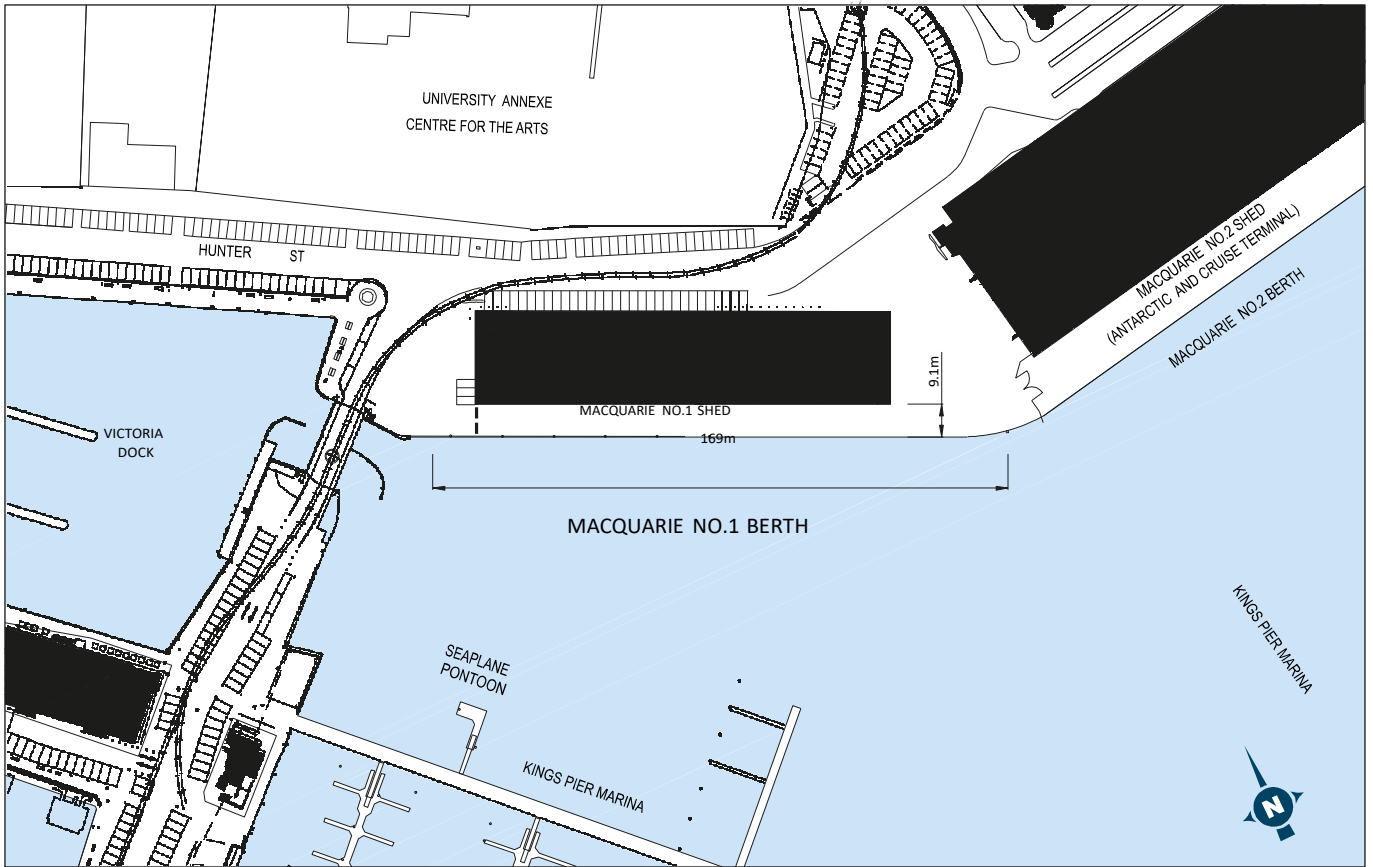 UNIVERSITY ANNEXE
CENTRE FOR THE ARTS
HUNTER ST
MACQUARIE NO.2 SHED
(ANTARCTIC AND CRUISE TERMINAL)
MACQUARIE NO.2 BERTH
9.1m
MACQUARIE NO.1 SHED
169m
VICTORIA
DOCK
MACQUARIE NO.1 BERTH
KINGS PIER MARINA
SEAPLANE
PONTOON
KINGS PIER MARINA
N